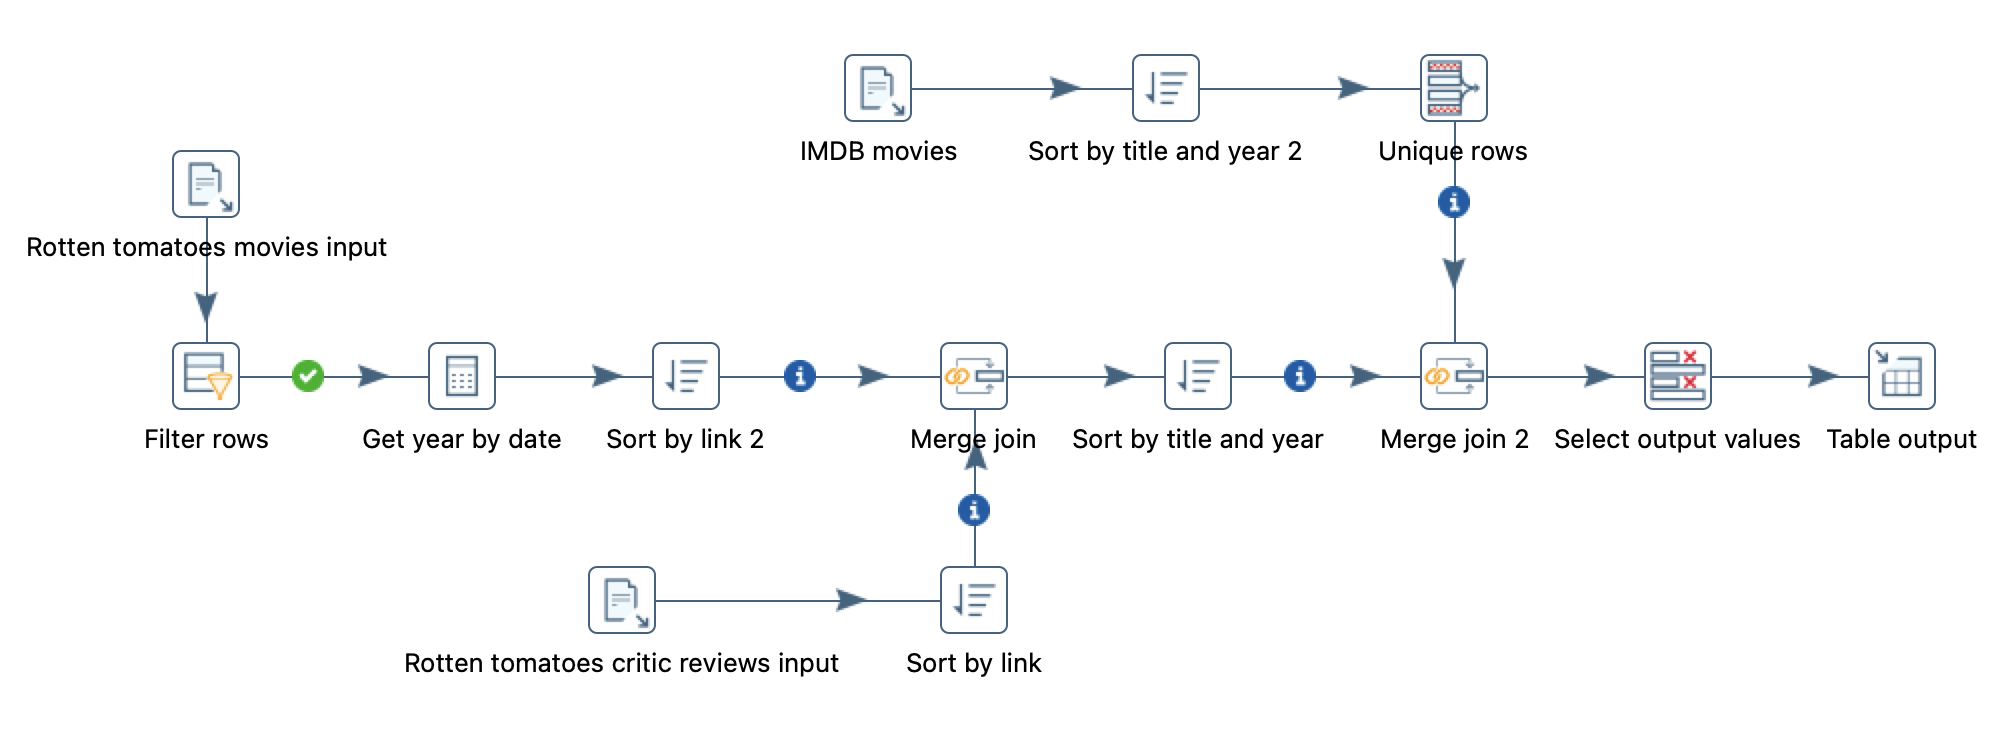 IMDB movies
Sort by title and year 2
Unique rows
Rotten tomatoes movies input
Filter rows
Get year by date
Sort by link 2
Merge join
Sort by title and year
Merge join 2
Select output values
Table output
Rotten tomatoes critic reviews input
Sort by link